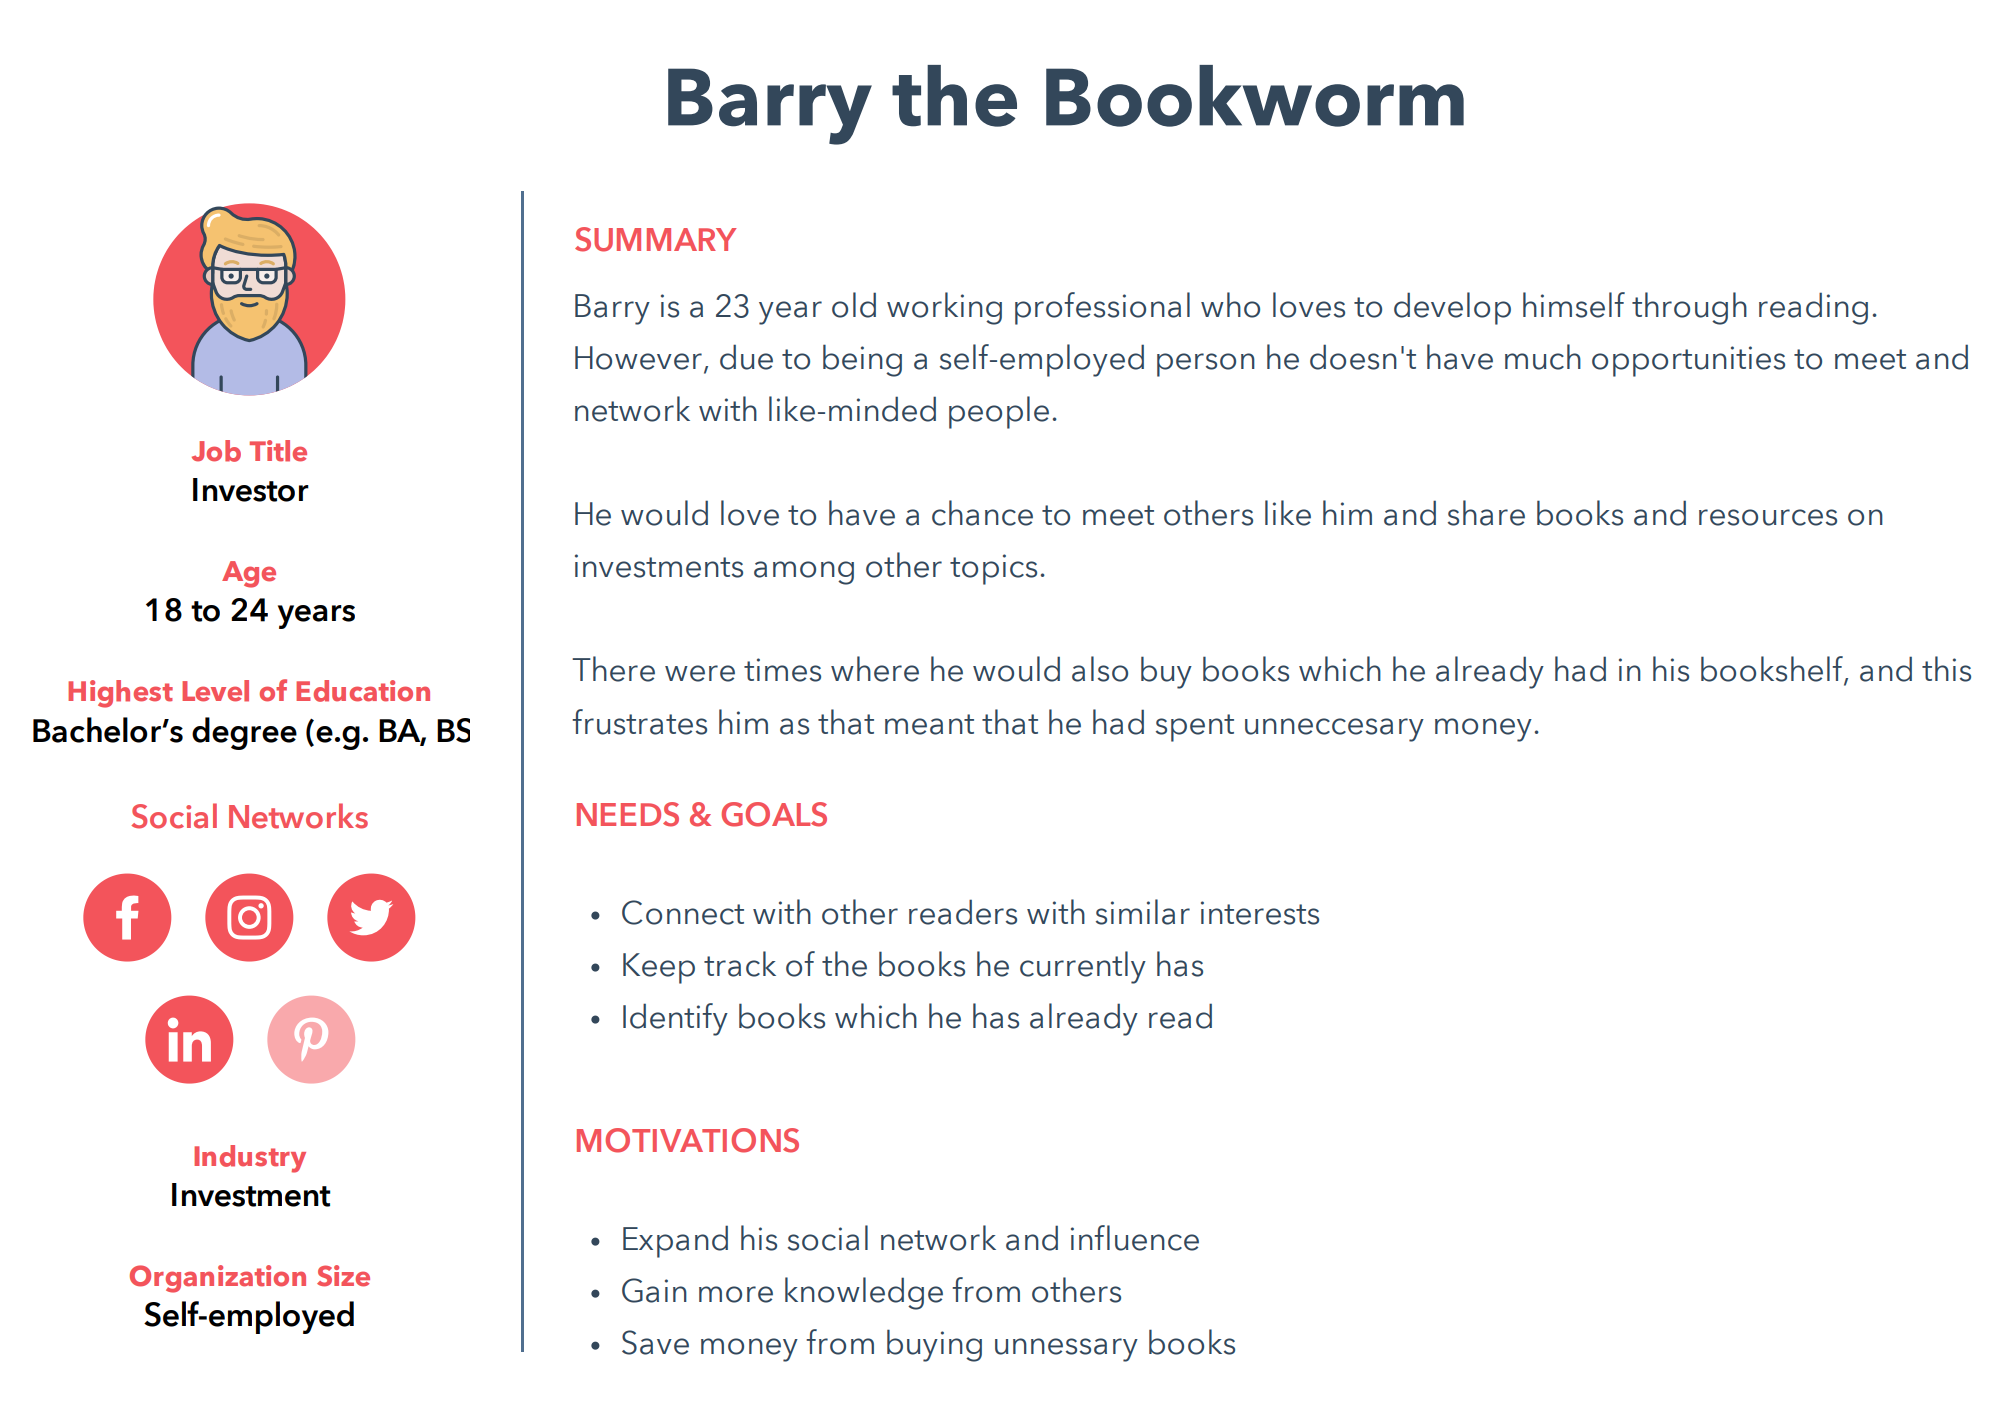 Barry the Bookworm
Job Title
Investor
Age
18 to 24 years
Highest Level of Education
Bachelor’s degree (e.g. BA, BS
Social Networks
f
in
Industry
Investment
Organization Size
Self-employed
SUMMARY
Barry is a 23 year old working professional who loves to develop himself through reading.
However, due to being a self-employed person he doesn't have much opportunities to meet and
network with like-minded people.
He would love to have a chance to meet others like him and share books and resources on
investments among other topics.
There were times where he would also buy books which he already had in his bookshelf, and this
frustrates him as that meant that he had spent unneccesary money.
NEEDS & GOALS
• Connect with other readers with similar interests
• Keep track of the books he currently has
• Identify books which he has already read
MOTIVATIONS
• Expand his social network and influence
• Gain more knowledge from others
• Save money from buying unnessary books